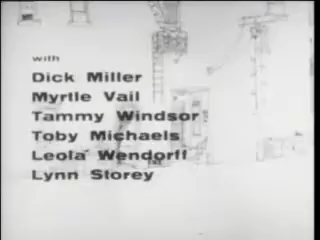 with
Dick Miller
Myrtle Vail
Tammy Windsor
Toby Michaels
Leola Wendorff
Lynn Storey